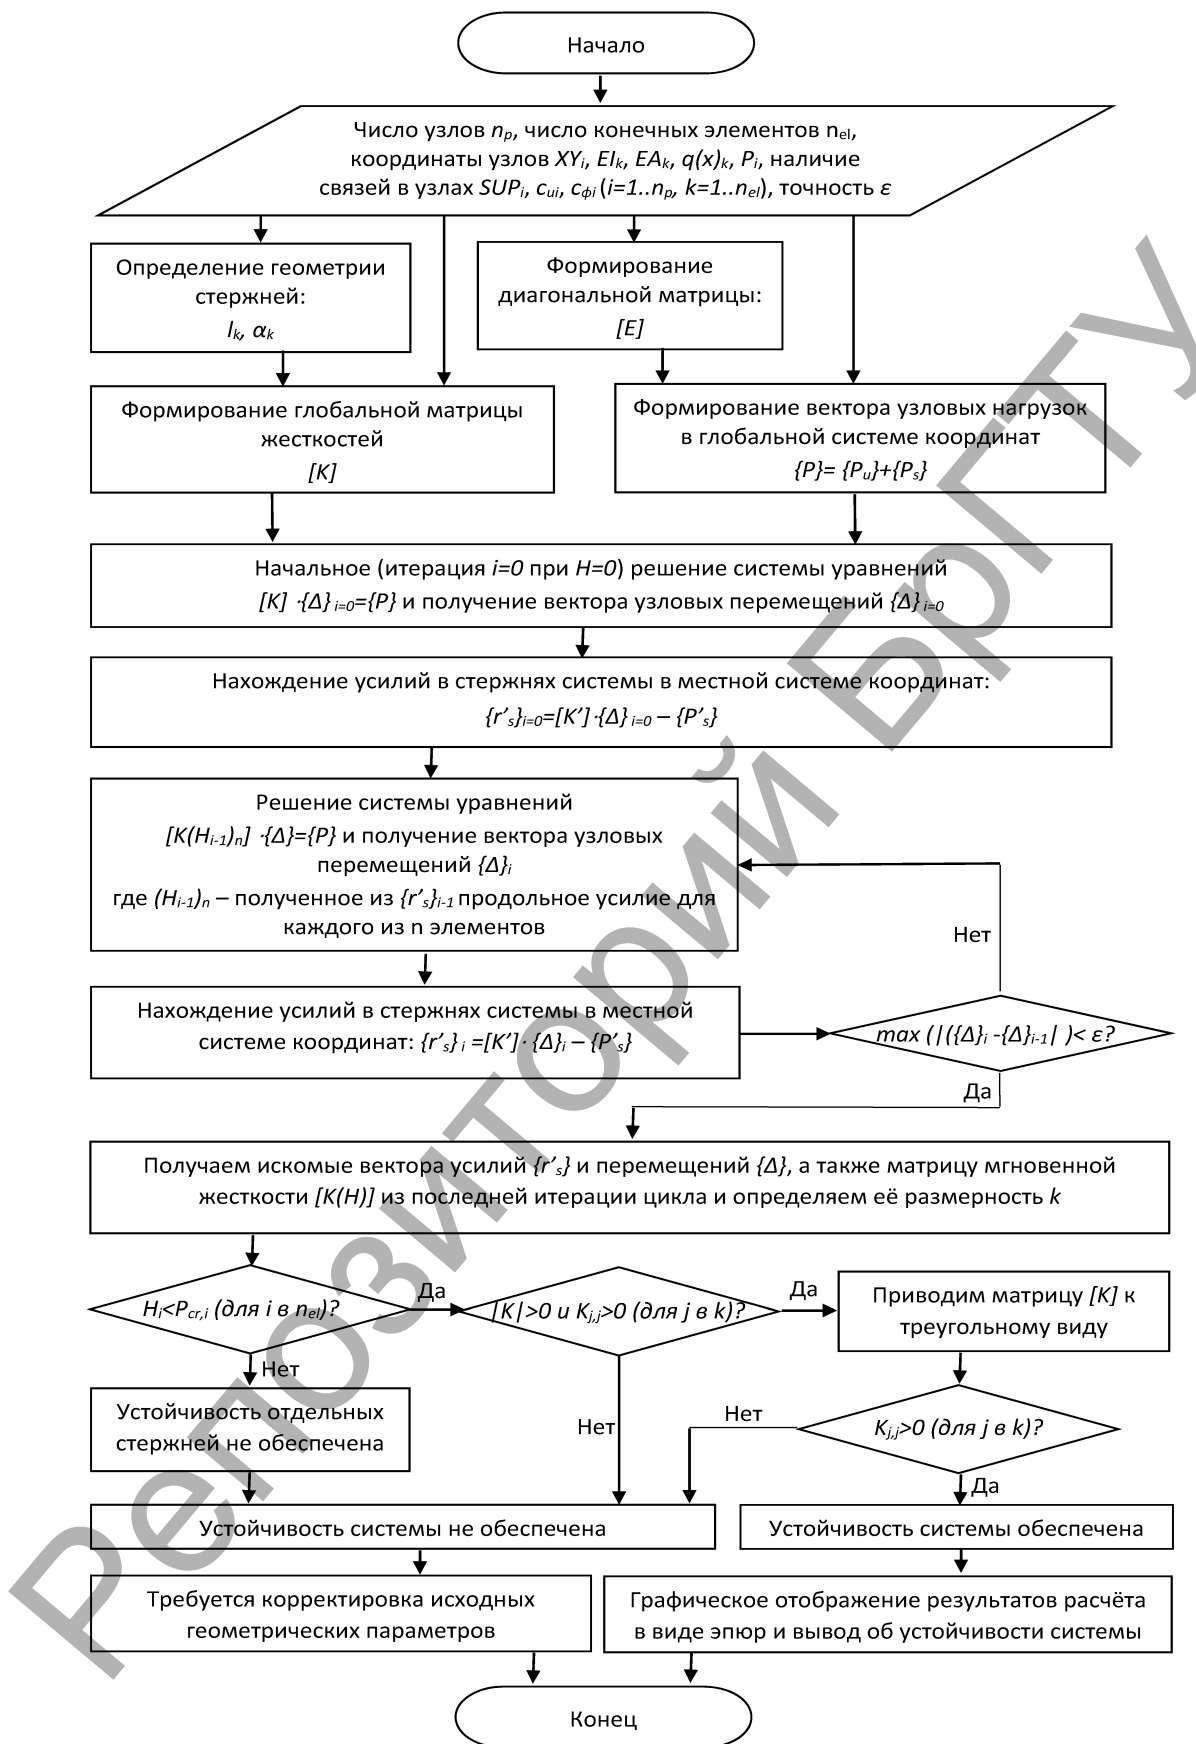 Начало
Число узлов nₚ, число конечных элементов nₑₗ,
координаты узлов XYᵢ, EIₖ, EAₖ, q(x)ₖ, Pᵢ, наличие
связей в узлах SUPᵢ, c_ui, c_фi (i=1..nₚ, k=1..nₑₗ), точность ε
Определение геометрии
стержней:
lₖ, αₖ
Формирование
диагональной матрицы:
[E]
Формирование глобальной матрицы
жесткостей
[K]
Формирование вектора узловых нагрузок
в глобальной системе координат
{P}= {Pᵤ}+{Pₛ}
Начальное (итерация i=0 при H=0) решение системы уравнений
[K] ·{Δ} ᵢ₌₀={P} и получение вектора узловых перемещений {Δ} ᵢ₌₀
Нахождение усилий в стержнях системы в местной системе координат:
{r’ₛ}ᵢ₌₀=[K’]·{Δ} ᵢ₌₀ – {P’ₛ}
Решение системы уравнений
[K(Hᵢ₋₁)ₙ] ·{Δ}={P} и получение вектора узловых
перемещений {Δ}ᵢ
где (Hᵢ₋₁)ₙ – полученное из {r’ₛ}ᵢ₋₁ продольное усилие для
каждого из n элементов
Нет
Нахождение усилий в стержнях системы в местной
системе координат: {r’ₛ} ᵢ =[K’]· {Δ}ᵢ – {P’ₛ}
max (|({Δ}ᵢ -{Δ}ᵢ₋₁| )< ε?
Да
Получаем искомые вектора усилий {r’ₛ} и перемещений {Δ}, а также матрицу мгновенной
жесткости [K(H)] из последней итерации цикла и определяем её размерность k
Hᵢ<P_cr,i (для i в nₑₗ)?
Да
|K|>0 и K_j,j>0 (для j в k)?
Да
Приводим матрицу [K] к
треугольному виду
Нет
Устойчивость отдельных
стержней не обеспечена
Нет
Нет
K_j,j>0 (для j в k)?
Да
Устойчивость системы не обеспечена
Устойчивость системы обеспечена
Требуется корректировка исходных
геометрических параметров
Графическое отображение результатов расчёта
в виде эпюр и вывод об устойчивости системы
Конец
Репозиторий БрГТУ